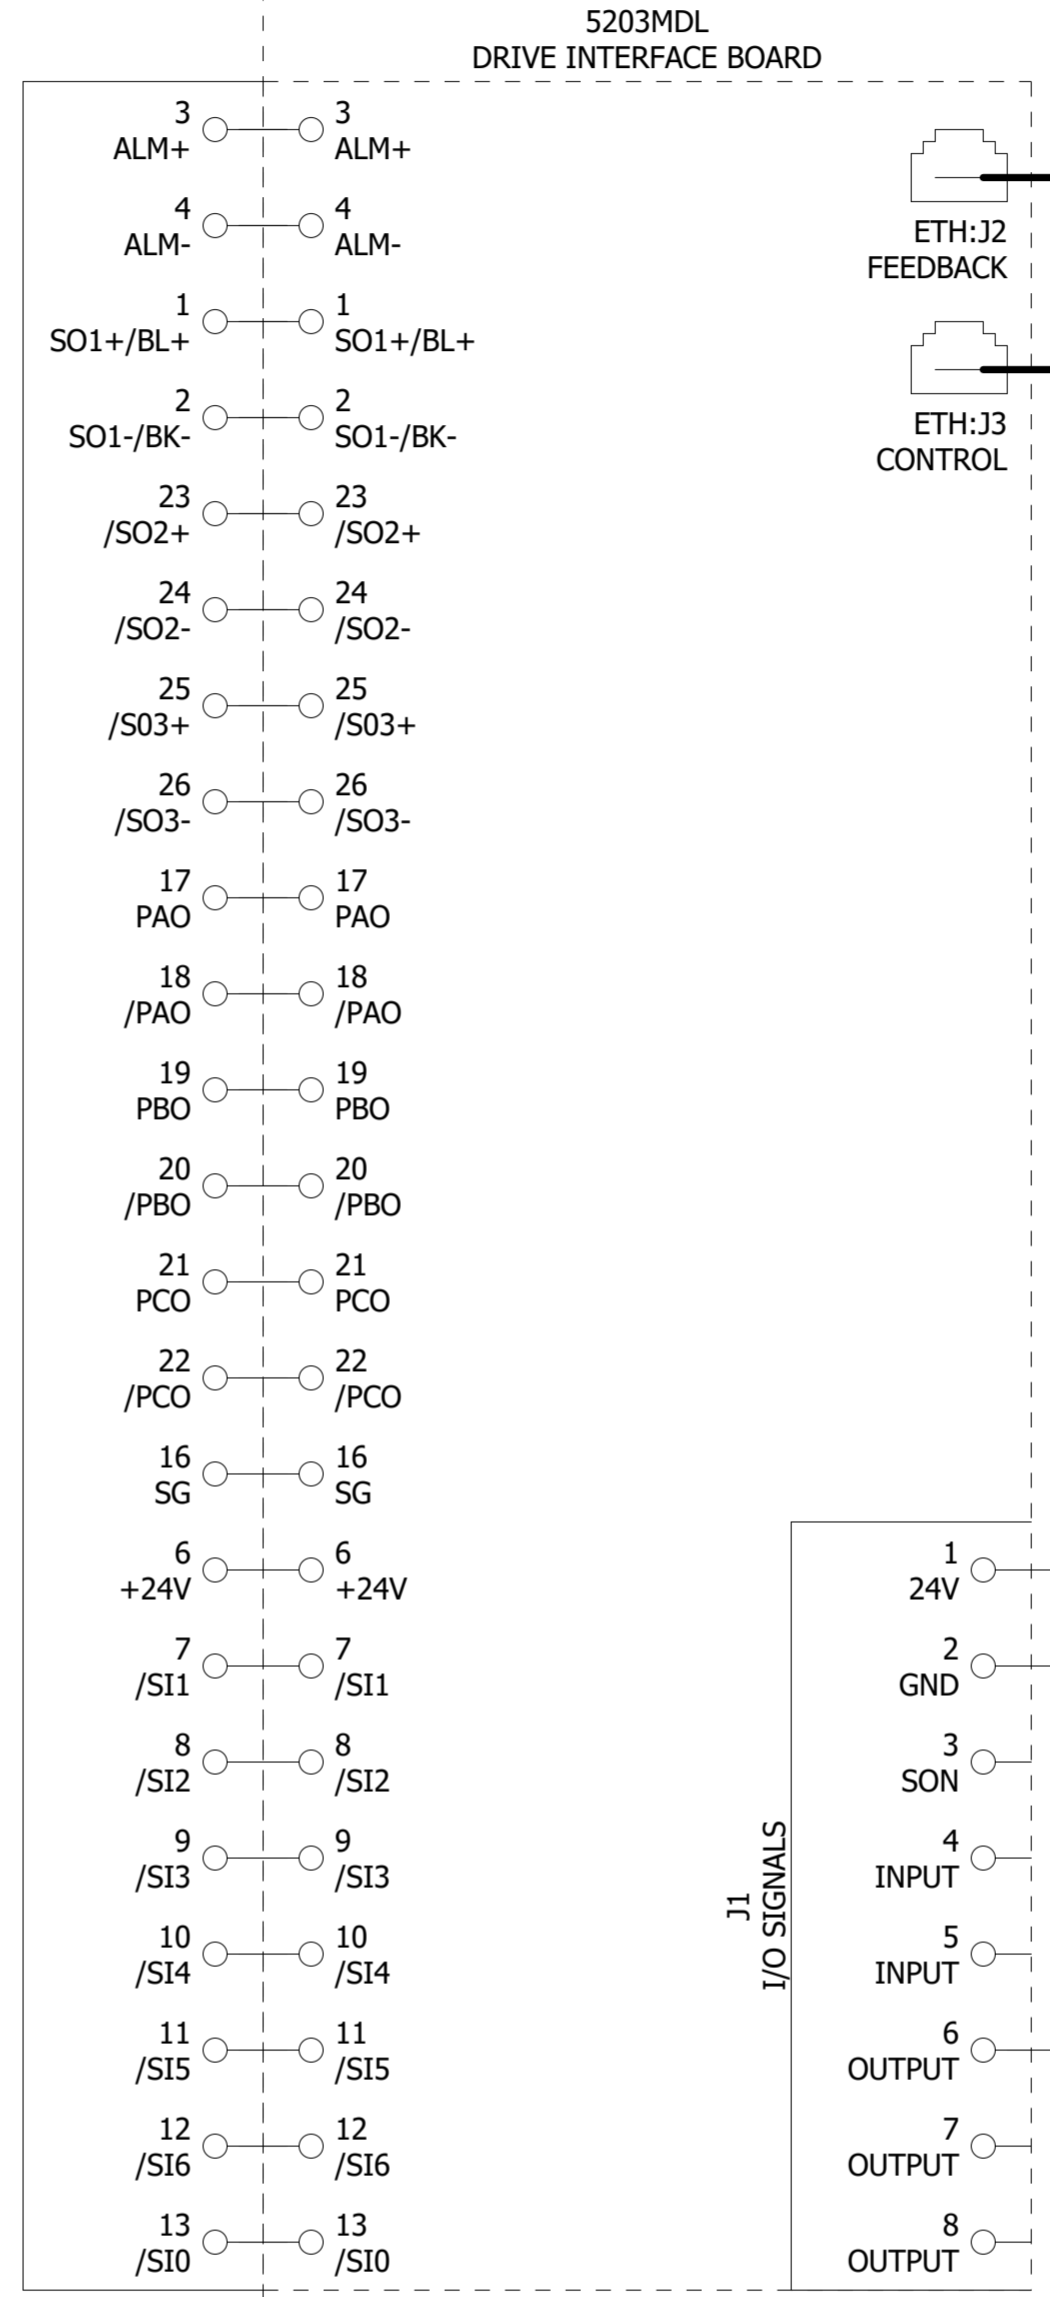 5203MDL
DRIVE INTERFACE BOARD
3
ALM+
3
ALM+
4
ALM-
4
ALM-
1
SO1+/BL+
1
SO1+/BL+
2
SO1-/BK-
2
SO1-/BK-
23
/SO2+
23
/SO2+
24
/SO2-
24
/SO2-
25
/S03+
25
/S03+
26
/SO3-
26
/SO3-
17
PAO
17
PAO
18
/PAO
18
/PAO
19
PBO
19
PBO
20
/PBO
20
/PBO
21
PCO
21
PCO
22
/PCO
22
/PCO
16
SG
16
SG
6
+24V
6
+24V
7
/SI1
7
/SI1
8
/SI2
8
/SI2
9
/SI3
9
/SI3
10
/SI4
10
/SI4
11
/SI5
11
/SI5
12
/SI6
12
/SI6
13
/SI0
13
/SI0
ETH:J2
FEEDBACK
ETH:J3
CONTROL
J1
I/O SIGNALS
1
24V
2
GND
3
SON
4
INPUT
5
INPUT
6
OUTPUT
7
OUTPUT
8
OUTPUT